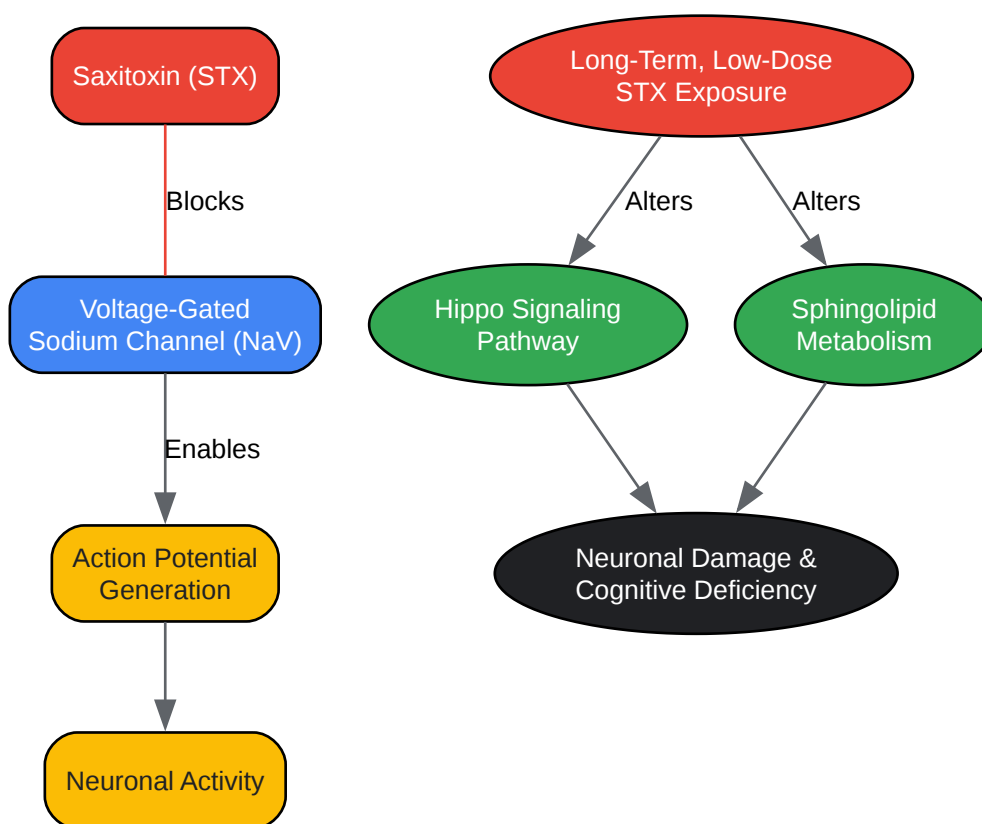 Saxitoxin (STX)
Blocks
Voltage-Gated
Sodium Channel (NaV)
Enables
Action Potential
Generation
Neuronal Activity
Long-Term, Low-Dose
STX Exposure
Alters
Alters
Hippo Signaling
Pathway
Sphingolipid
Metabolism
Neuronal Damage &
Cognitive Deficiency